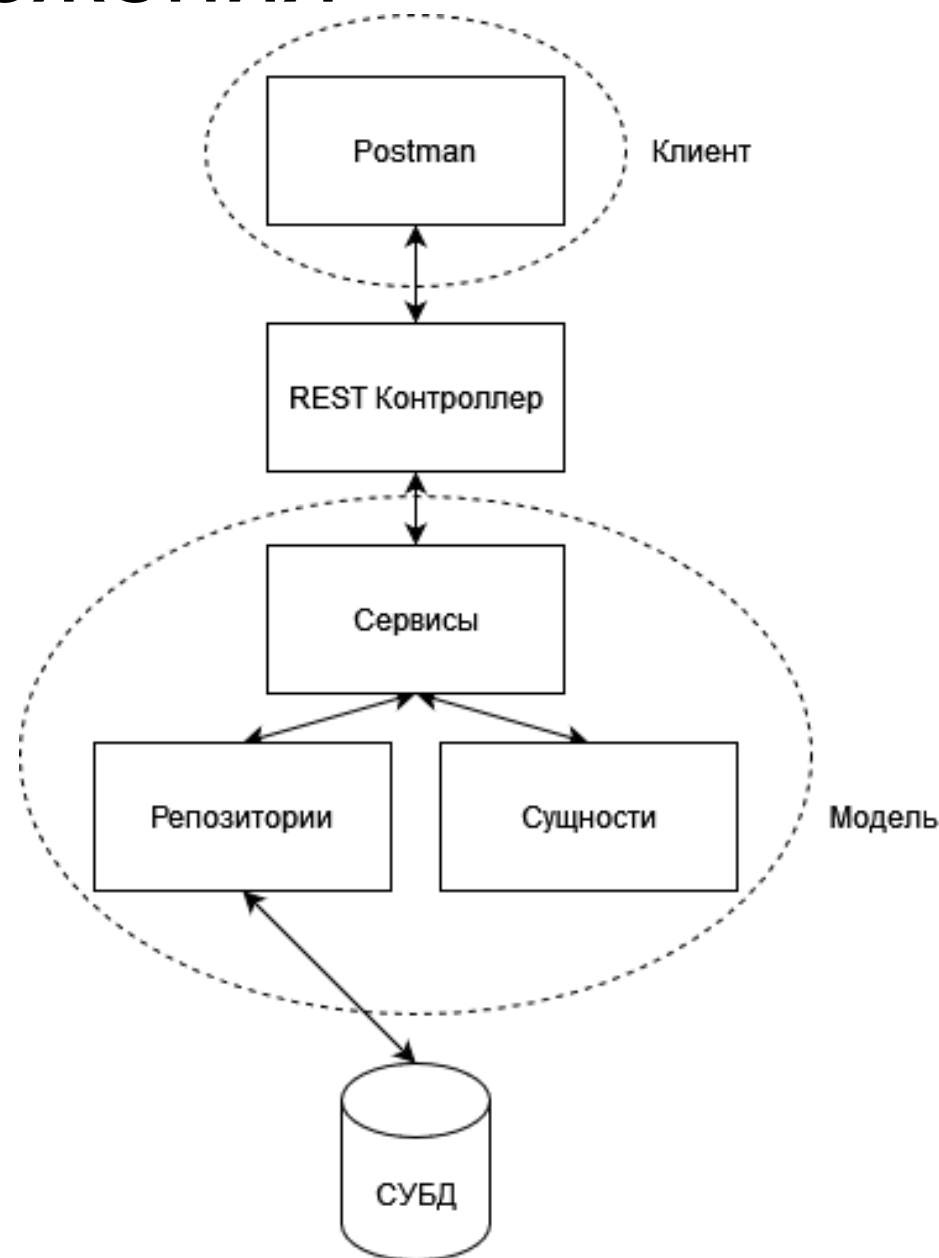 Postman
Клиент
REST Контроллер
Сервисы
Репозитории
Сущности
Модель
СУБД